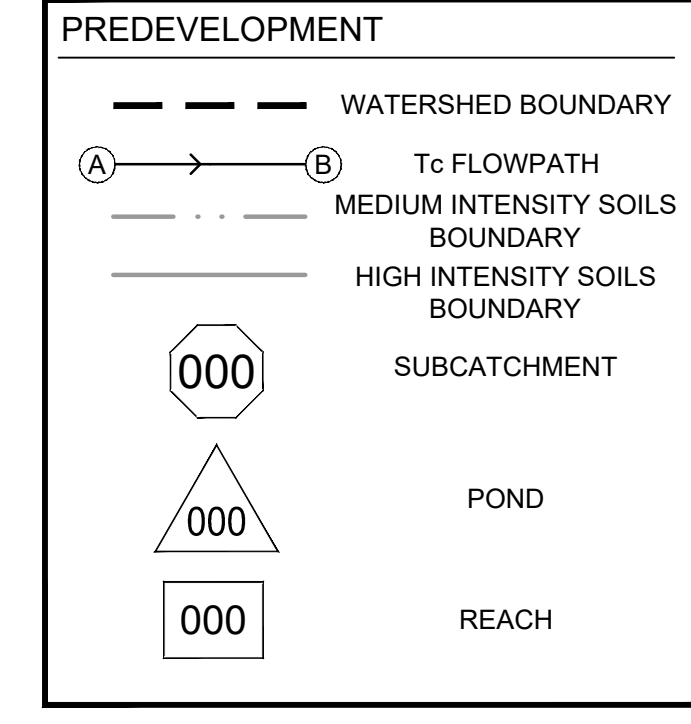 PREDEVELOPMENT
WATERSHED BOUNDARY
A B Tc FLOWPATH
MEDIUM INTENSITY SOILS
BOUNDARY
HIGH INTENSITY SOILS
BOUNDARY
000 SUBCATCHMENT
000 POND
000 REACH